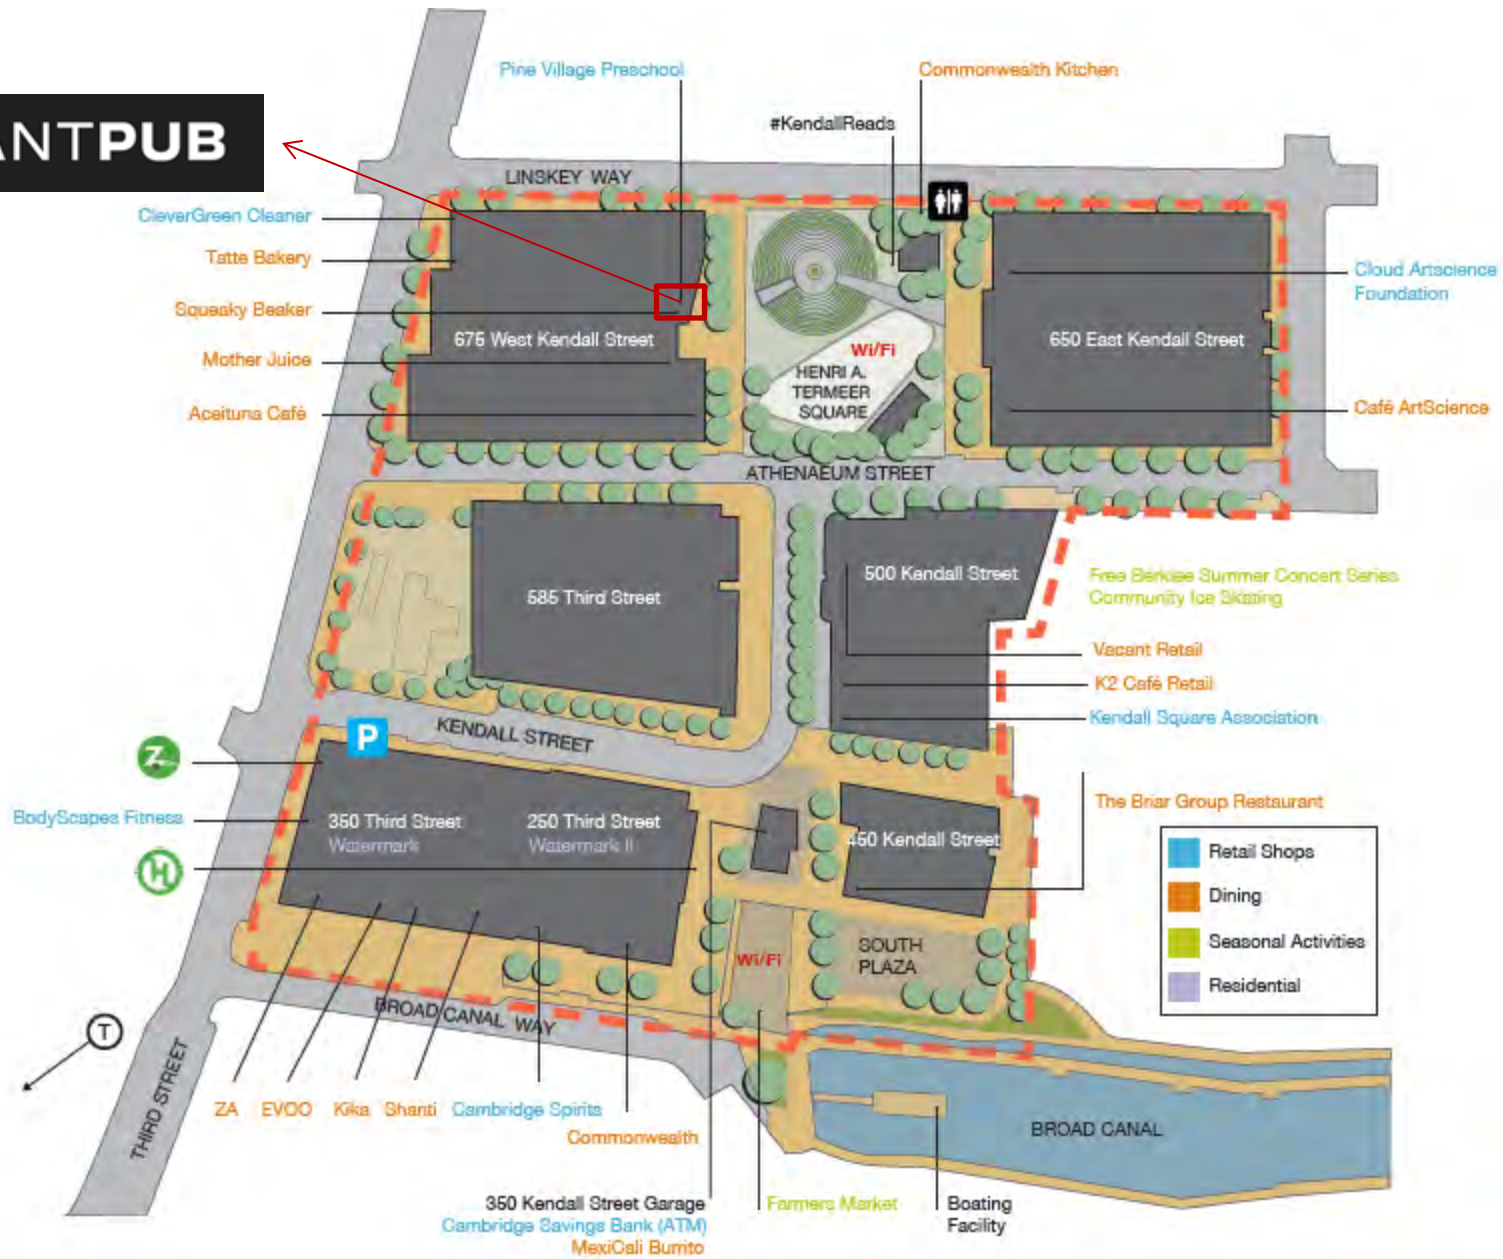 Pine Village Preschool
Commonwealth Kitchen
#KendallReads
ANTPUB
LINSKEY WAY
CleverGreen Cleaner
Tatte Bakery
Squeaky Beaker
Mother Juice
Aceituna Café
675 West Kendall Street
Wi/Fi
HENRI A.
TERMEER
SQUARE
650 East Kendall Street
Cloud Artscience
Foundation
Café ArtScience
ATHENAEUM STREET
585 Third Street
500 Kendall Street
Free Berklee Summer Concert Series
Community Ice Skating
Vacant Retail
K2 Café Retail
Kendall Square Association
KENDALL STREET
P
Z
BodyScapes Fitness
H
350 Third Street
Watermark
250 Third Street
Watermark II
450 Kendall Street
The Briar Group Restaurant
Retail Shops
Dining
Seasonal Activities
Residential
Wi/Fi
SOUTH
PLAZA
BROAD CANAL WAY
T
THIRD STREET
ZA
EVOO
Kika
Shanti
Cambridge Spirits
Commonwealth
BROAD CANAL
350 Kendall Street Garage
Cambridge Savings Bank (ATM)
MexiCali Burrito
Farmers Market
Boating
Facility